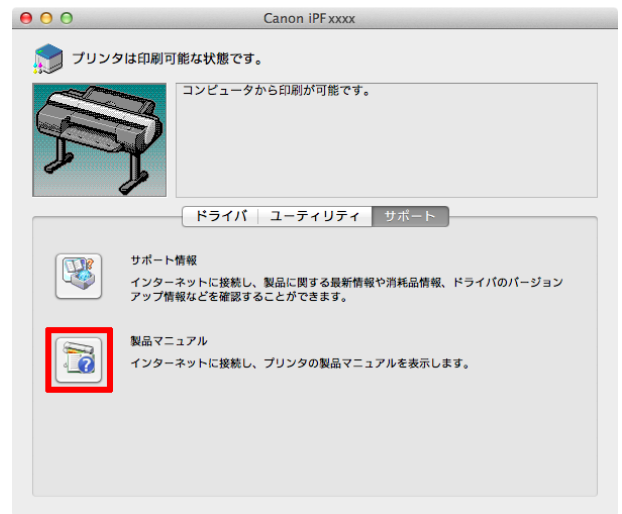 Canon iPFxxxx
プリンタは印刷可能な状態です。
コンピュータから印刷が可能です。
ドライバ ユーティリティ サポート
サポート情報
インターネットに接続し、製品に関する最新情報や消耗品情報、ドライバのバージョン
アップ情報などを確認することができます。
製品マニュアル
インターネットに接続し、プリンタの製品マニュアルを表示します。